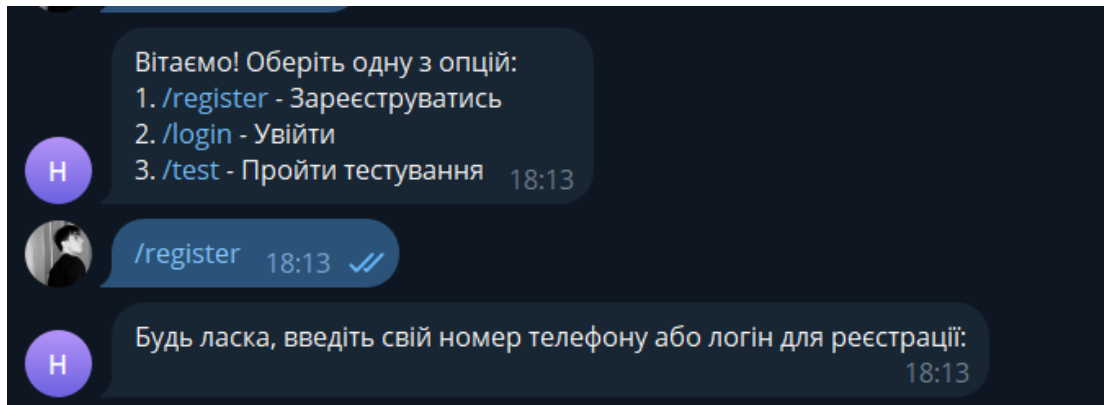 Вітаємо! Оберіть одну з опцій:
1. /register - Зареєструватись
2. /login - Увійти
3. /test - Пройти тестування 18:13
Н
/register 18:13
Будь ласка, введіть свій номер телефону або логін для реєстрації:
Н
18:13